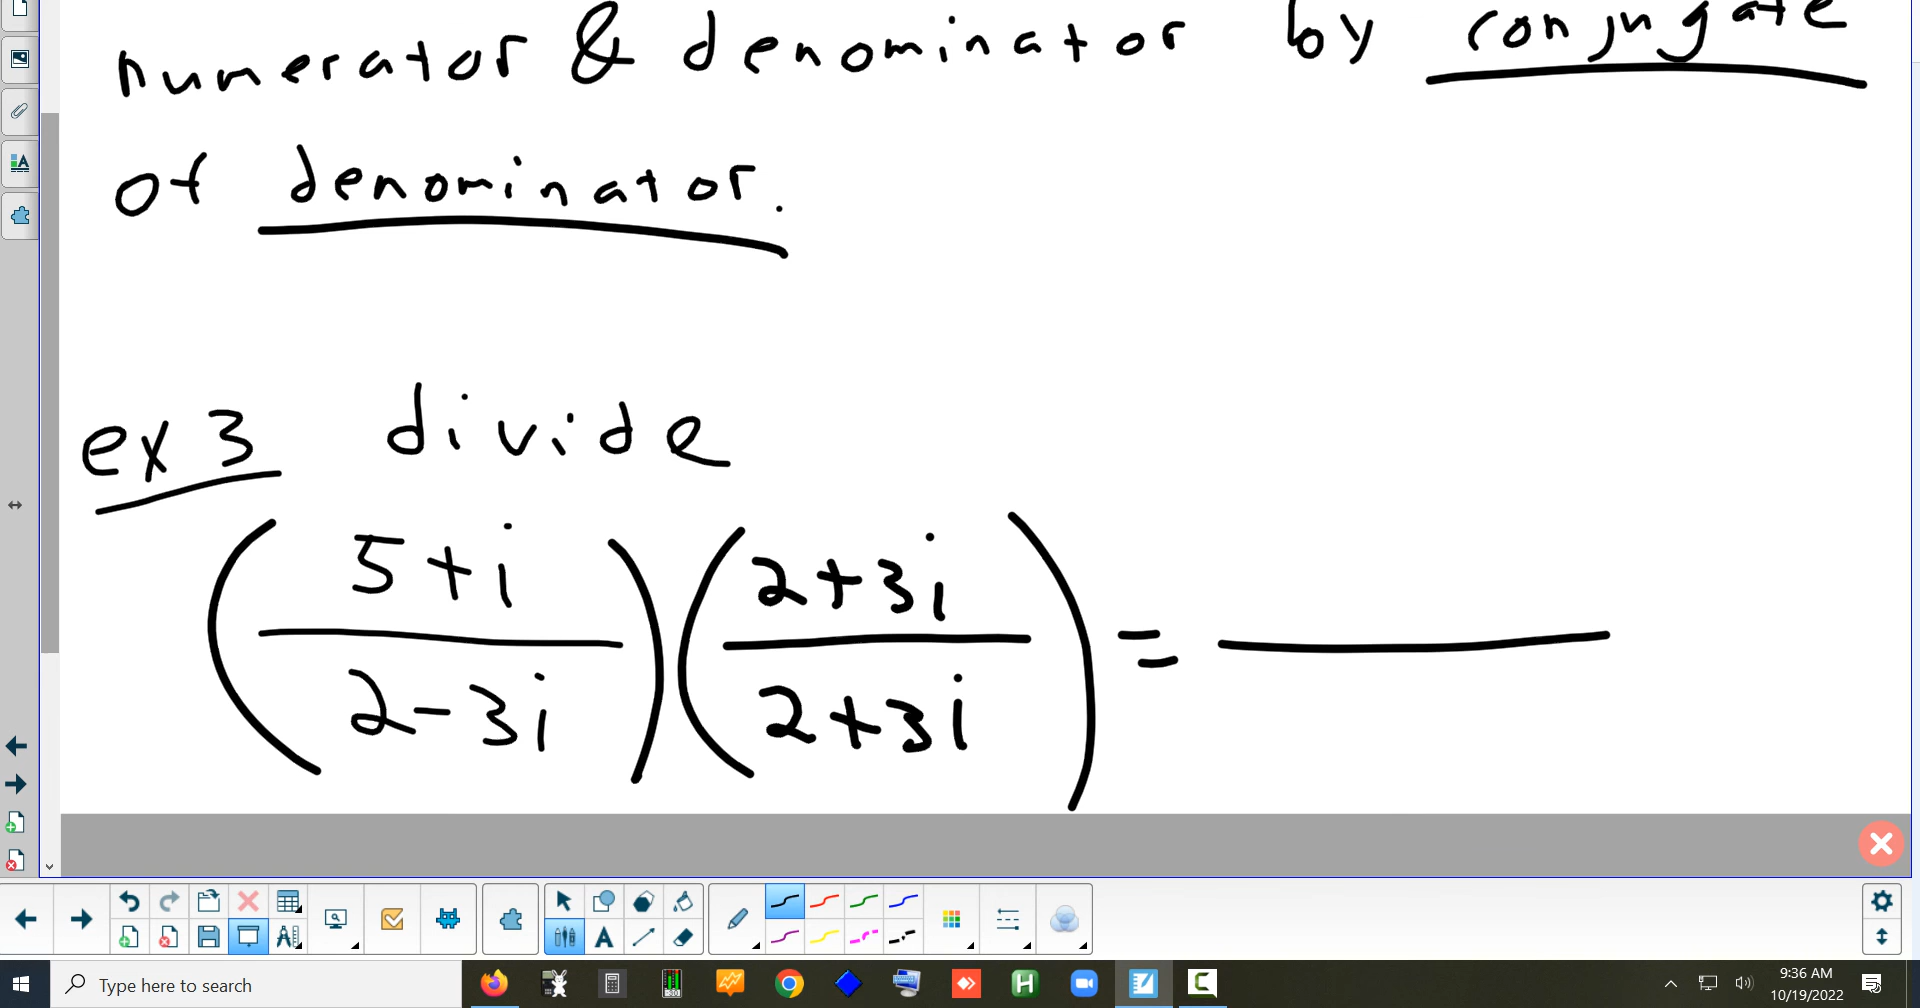 numerator & denominator by conjugate
of denominator.
ex 3 divide
(5+i / 2-3i)(2+3i / 2+3i) = ———
A
Type here to search
9:36 AM
10/19/2022